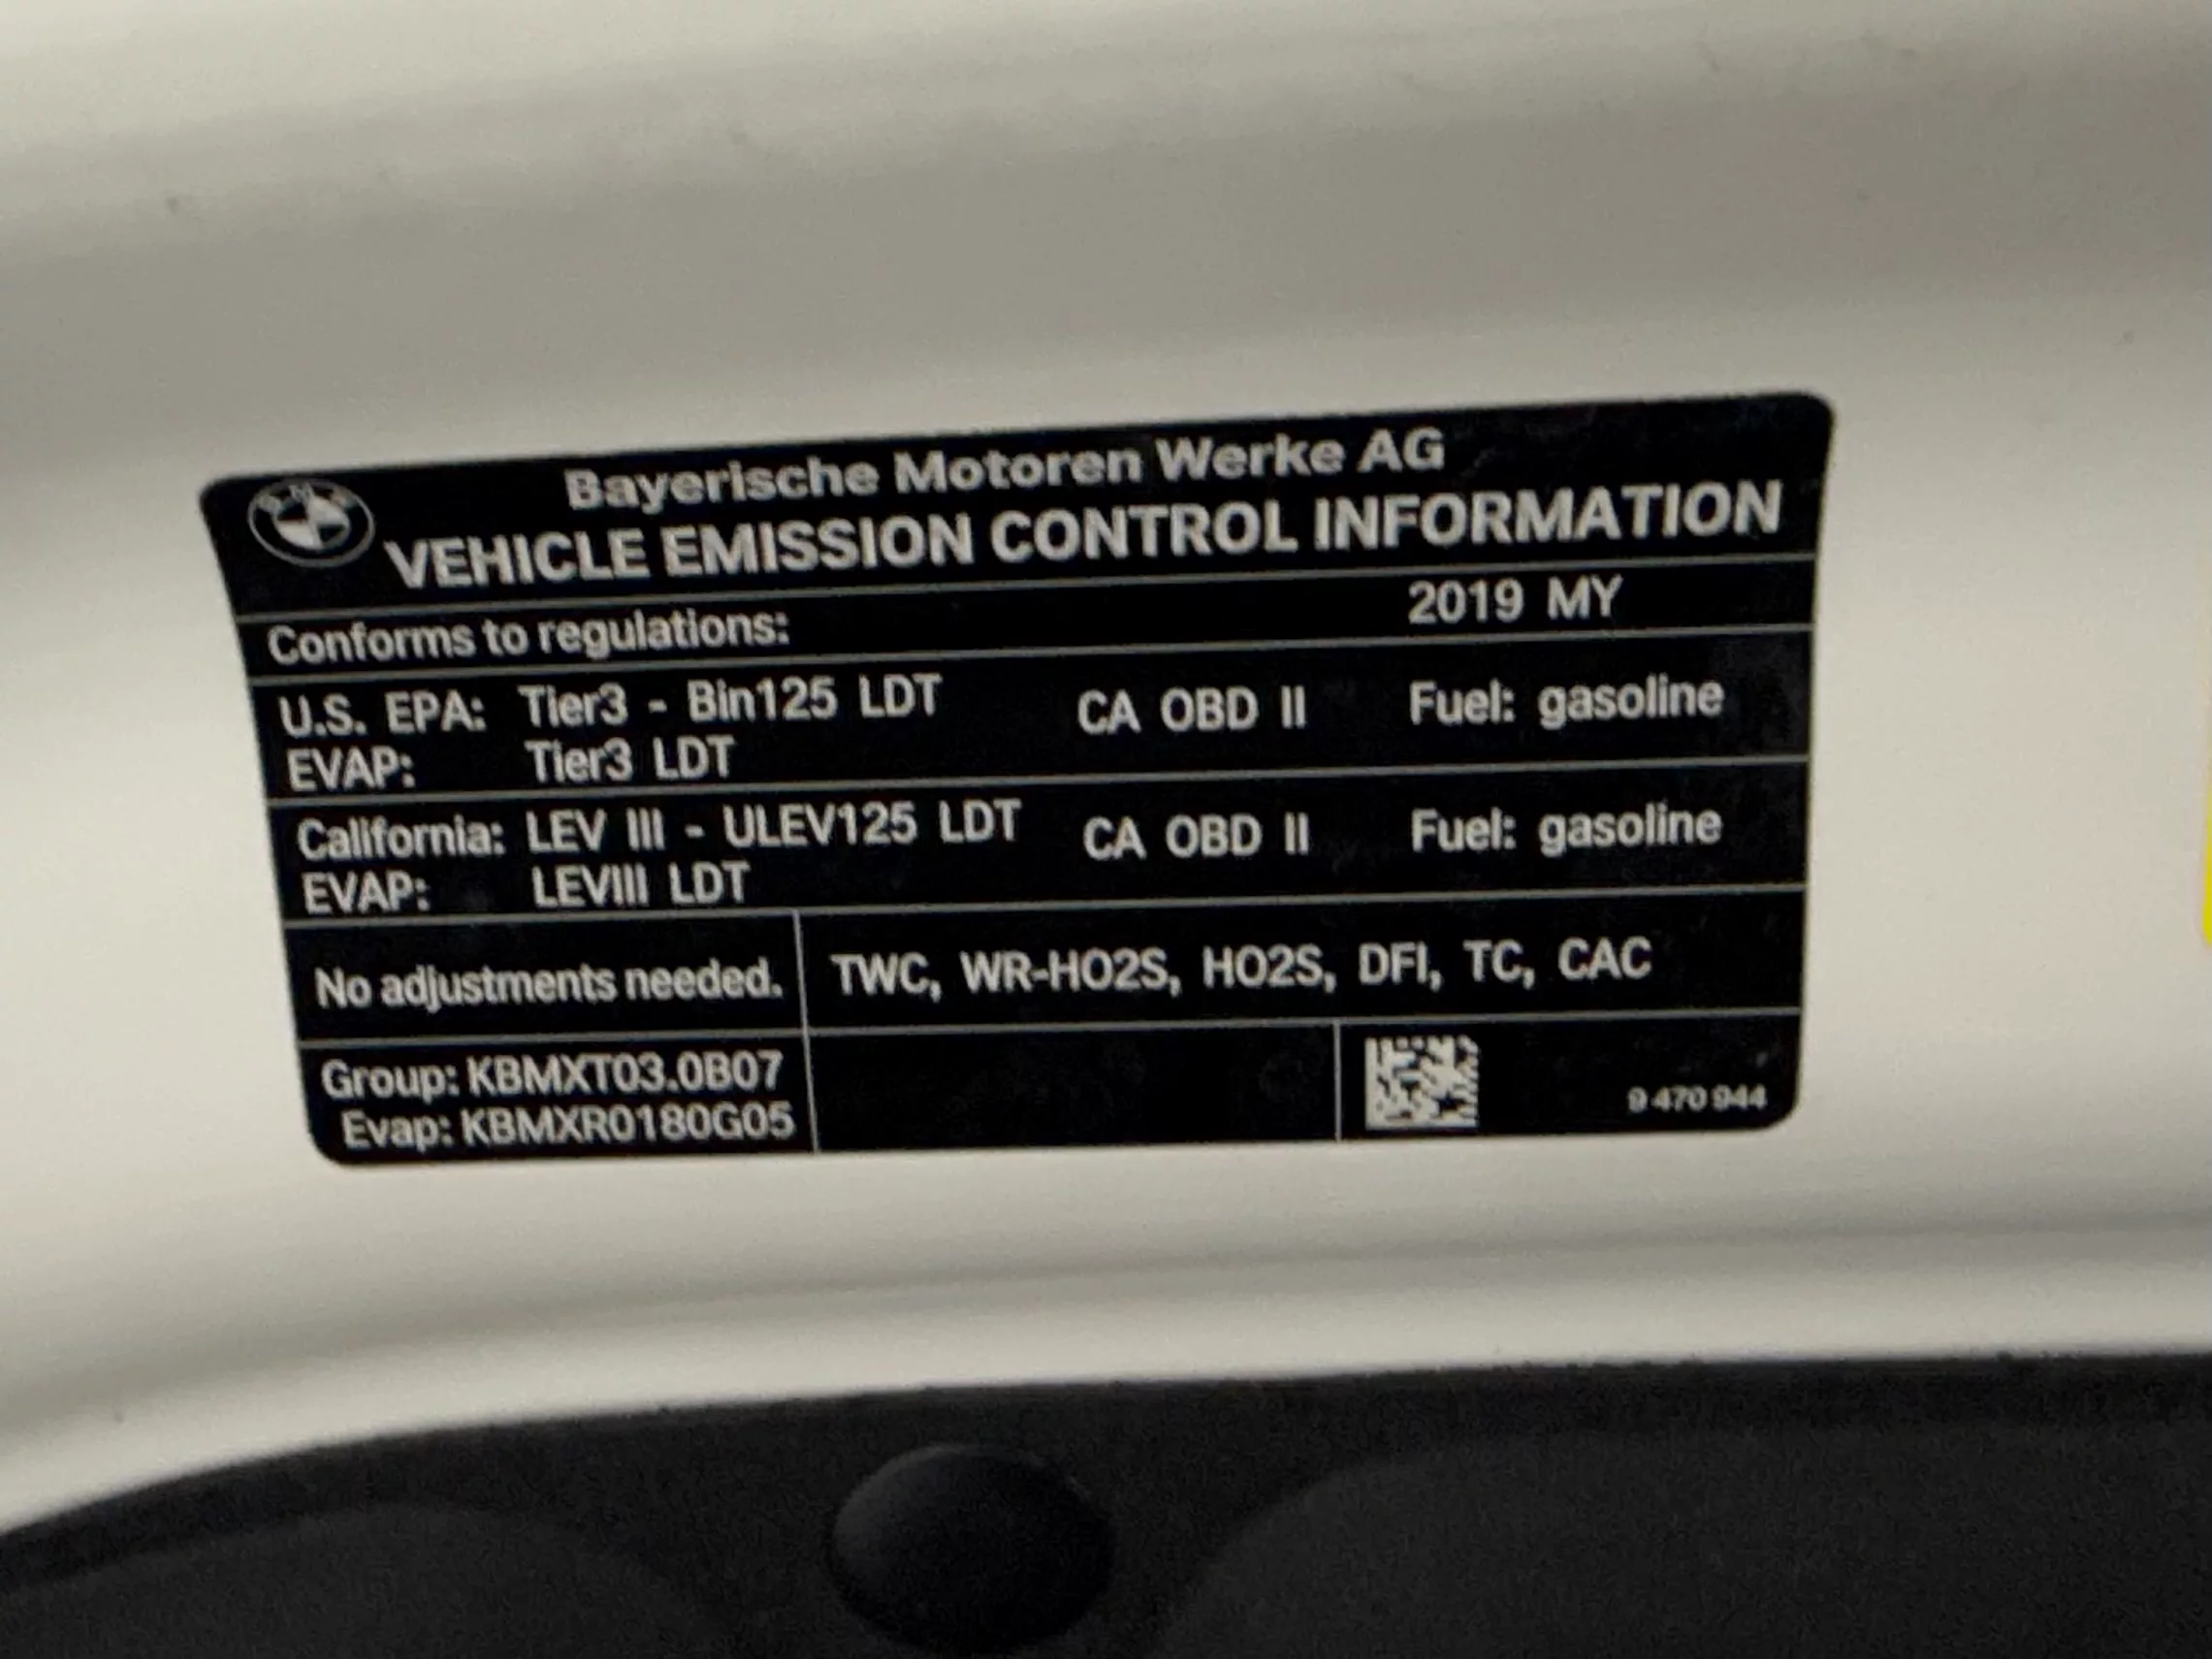 BMW
Bayerische Motoren Werke AG
VEHICLE EMISSION CONTROL INFORMATION
Conforms to regulations: 2019 MY
U.S. EPA: Tier3 - Bin125 LDT CA OBD II Fuel: gasoline
EVAP: Tier3 LDT
California: LEV III - ULEV125 LDT CA OBD II Fuel: gasoline
EVAP: LEVIII LDT
No adjustments needed. TWC, WR-HO2S, HO2S, DFI, TC, CAC
Group: KBMXT03.0B07
Evap: KBMXR0180G05
9 470 944